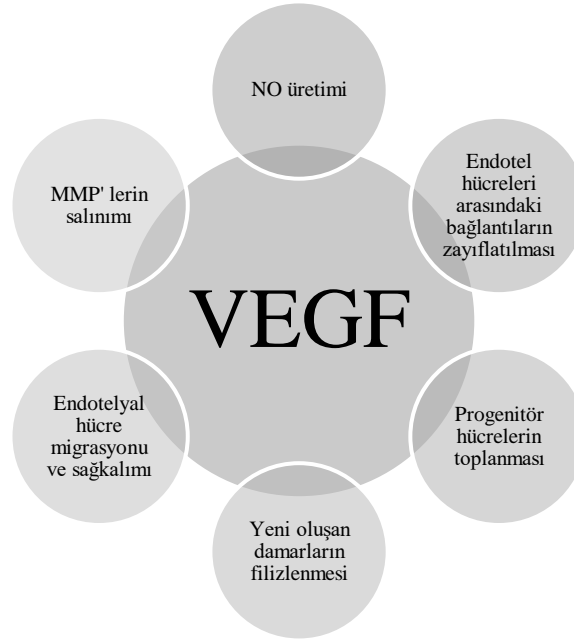 NO üretimi
Endotel
hücreleri
arasındaki
bağlantıların
zayıflatılması
MMP' lerin
salınımı
VEGF
Endotelyal
hücre
migrasyonu
ve sağkalımı
Progenitör
hücrelerin
toplanması
Yeni oluşan
damarların
filizlenmesi